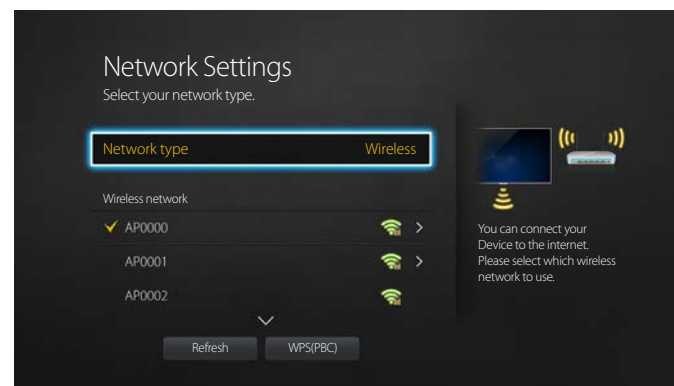 Network Settings
Select your network type.
Network type Wireless
Wireless network
AP0000
AP0001
AP0002
Refresh WPS(PBC)
You can connect your
Device to the internet.
Please select which wireless
network to use.